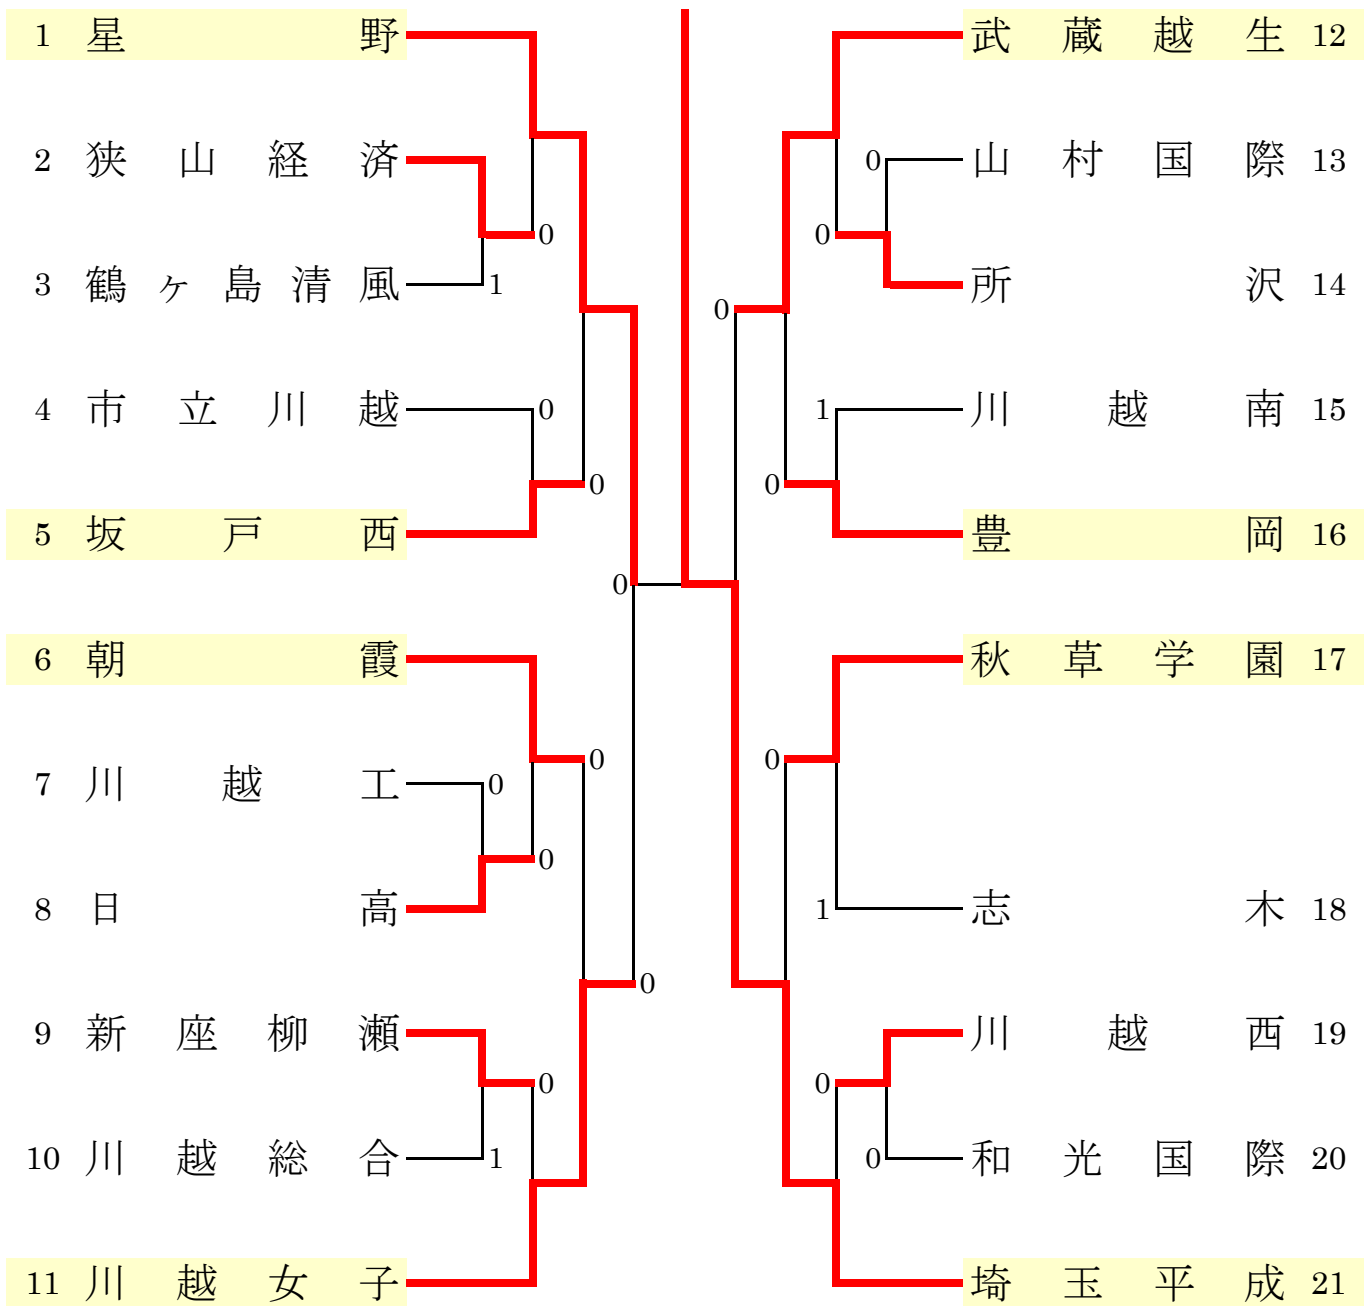 1 星野
2 狭山経済
0
3 鶴ヶ島清風
1
4 市立川越
0
0
5 坂戸西
0
6 朝霞
0
7 川越工
0
0
8 日高
0
9 新座柳瀬
0
10 川越総合
1
11 川越女子
武蔵越生 12
0
山村国際 13
0
所沢 14
0
1
川越南 15
0
豊岡 16
秋草学園 17
0
1
志木 18
川越西 19
0
0
和光国際 20
埼玉平成 21